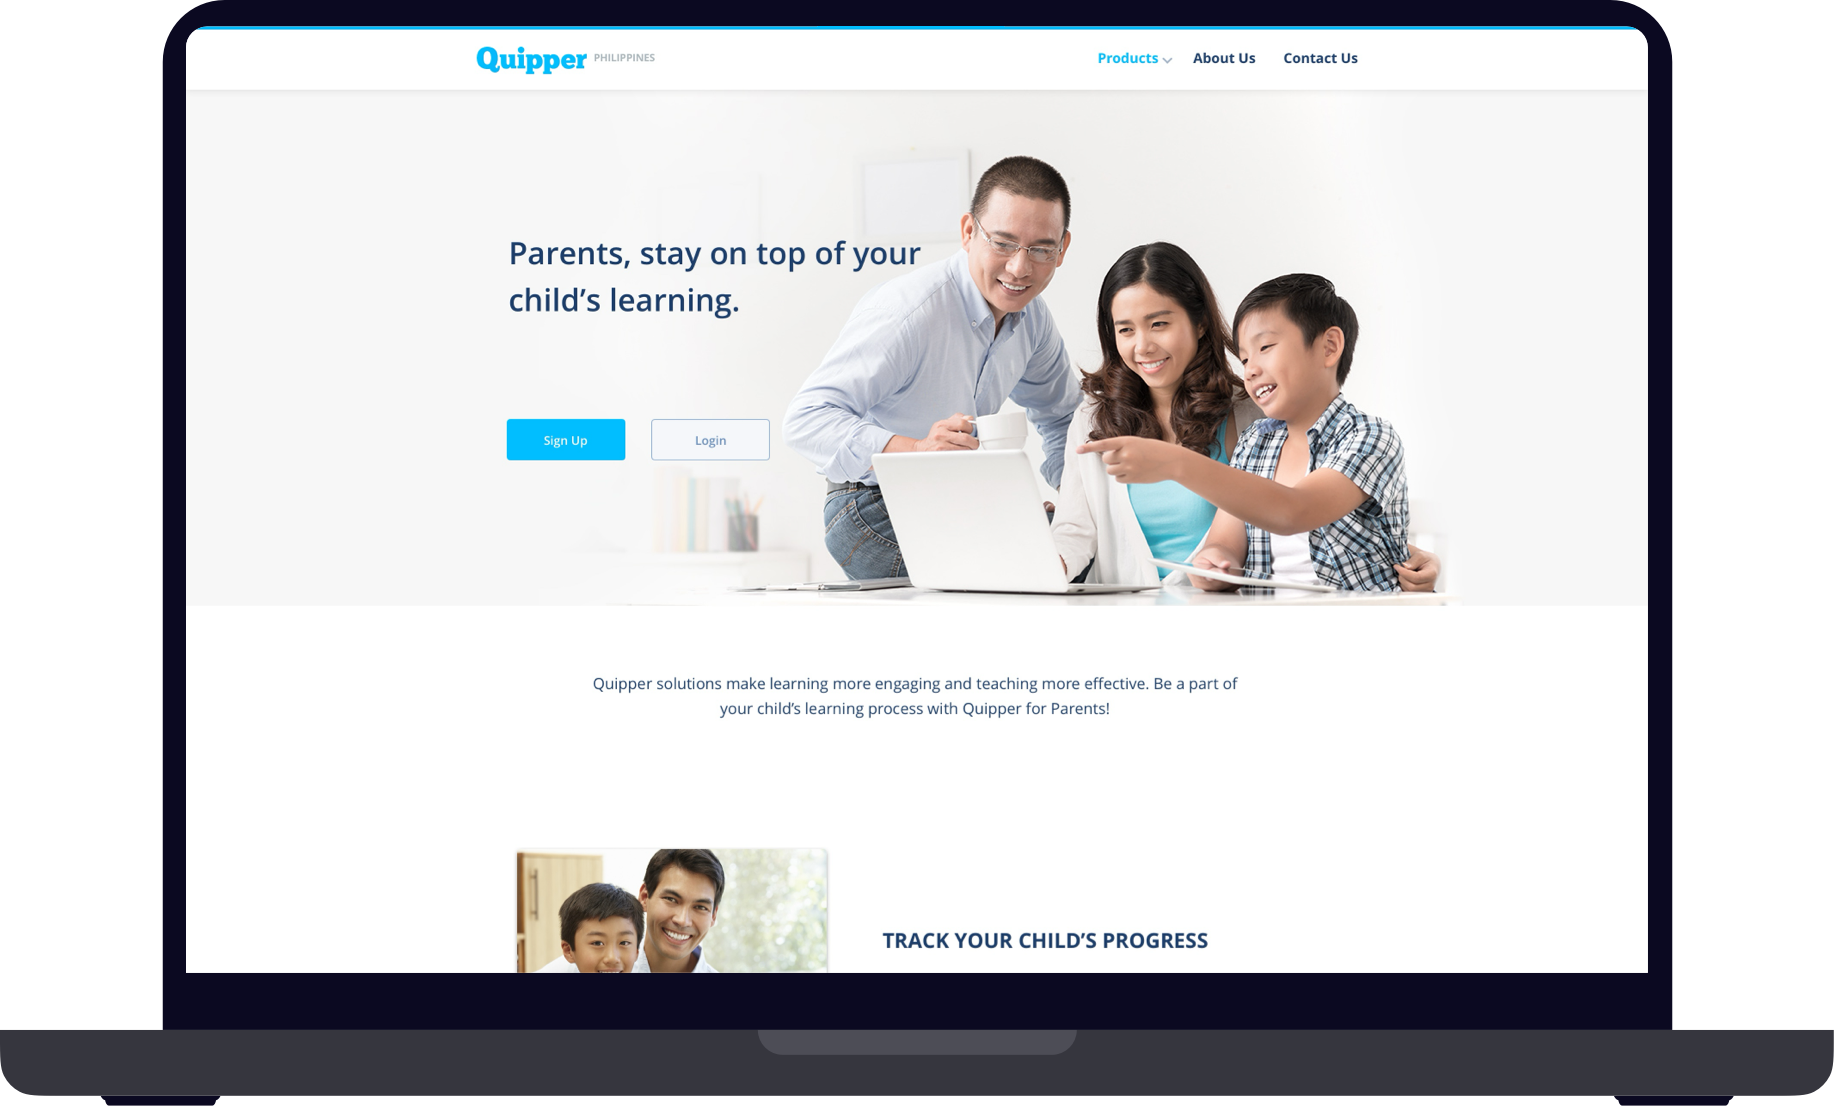 Quipper PHILIPPINES
Products About Us Contact Us
Parents, stay on top of your
child’s learning.
Sign Up Login
Quipper solutions make learning more engaging and teaching more effective. Be a part of
your child’s learning process with Quipper for Parents!
TRACK YOUR CHILD’S PROGRESS